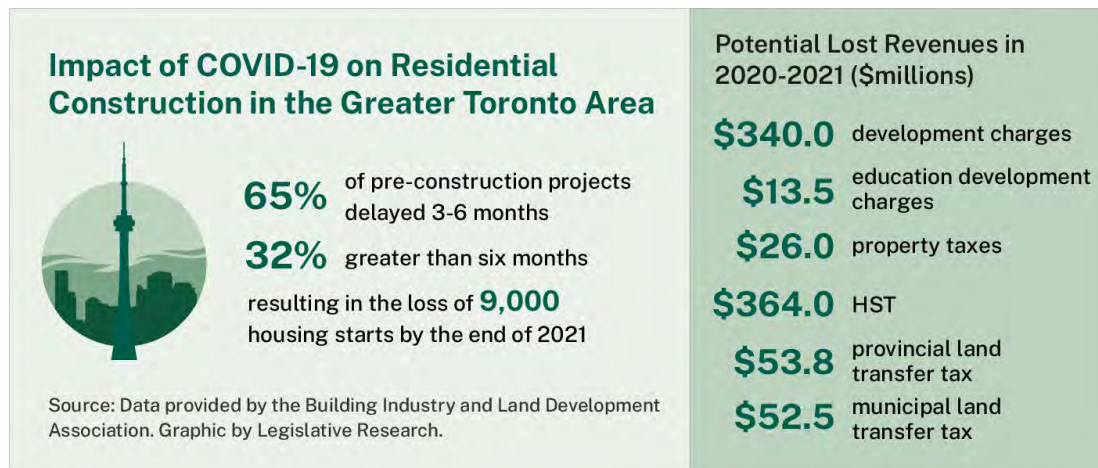 Impact of COVID-19 on Residential
Construction in the Greater Toronto Area
65% of pre-construction projects
delayed 3-6 months
32% greater than six months
resulting in the loss of 9,000
housing starts by the end of 2021
Source: Data provided by the Building Industry and Land Development
Association. Graphic by Legislative Research.
Potential Lost Revenues in
2020-2021 ($millions)
$340.0 development charges
$13.5 education development
charges
$26.0 property taxes
$364.0 HST
$53.8 provincial land
transfer tax
$52.5 municipal land
transfer tax